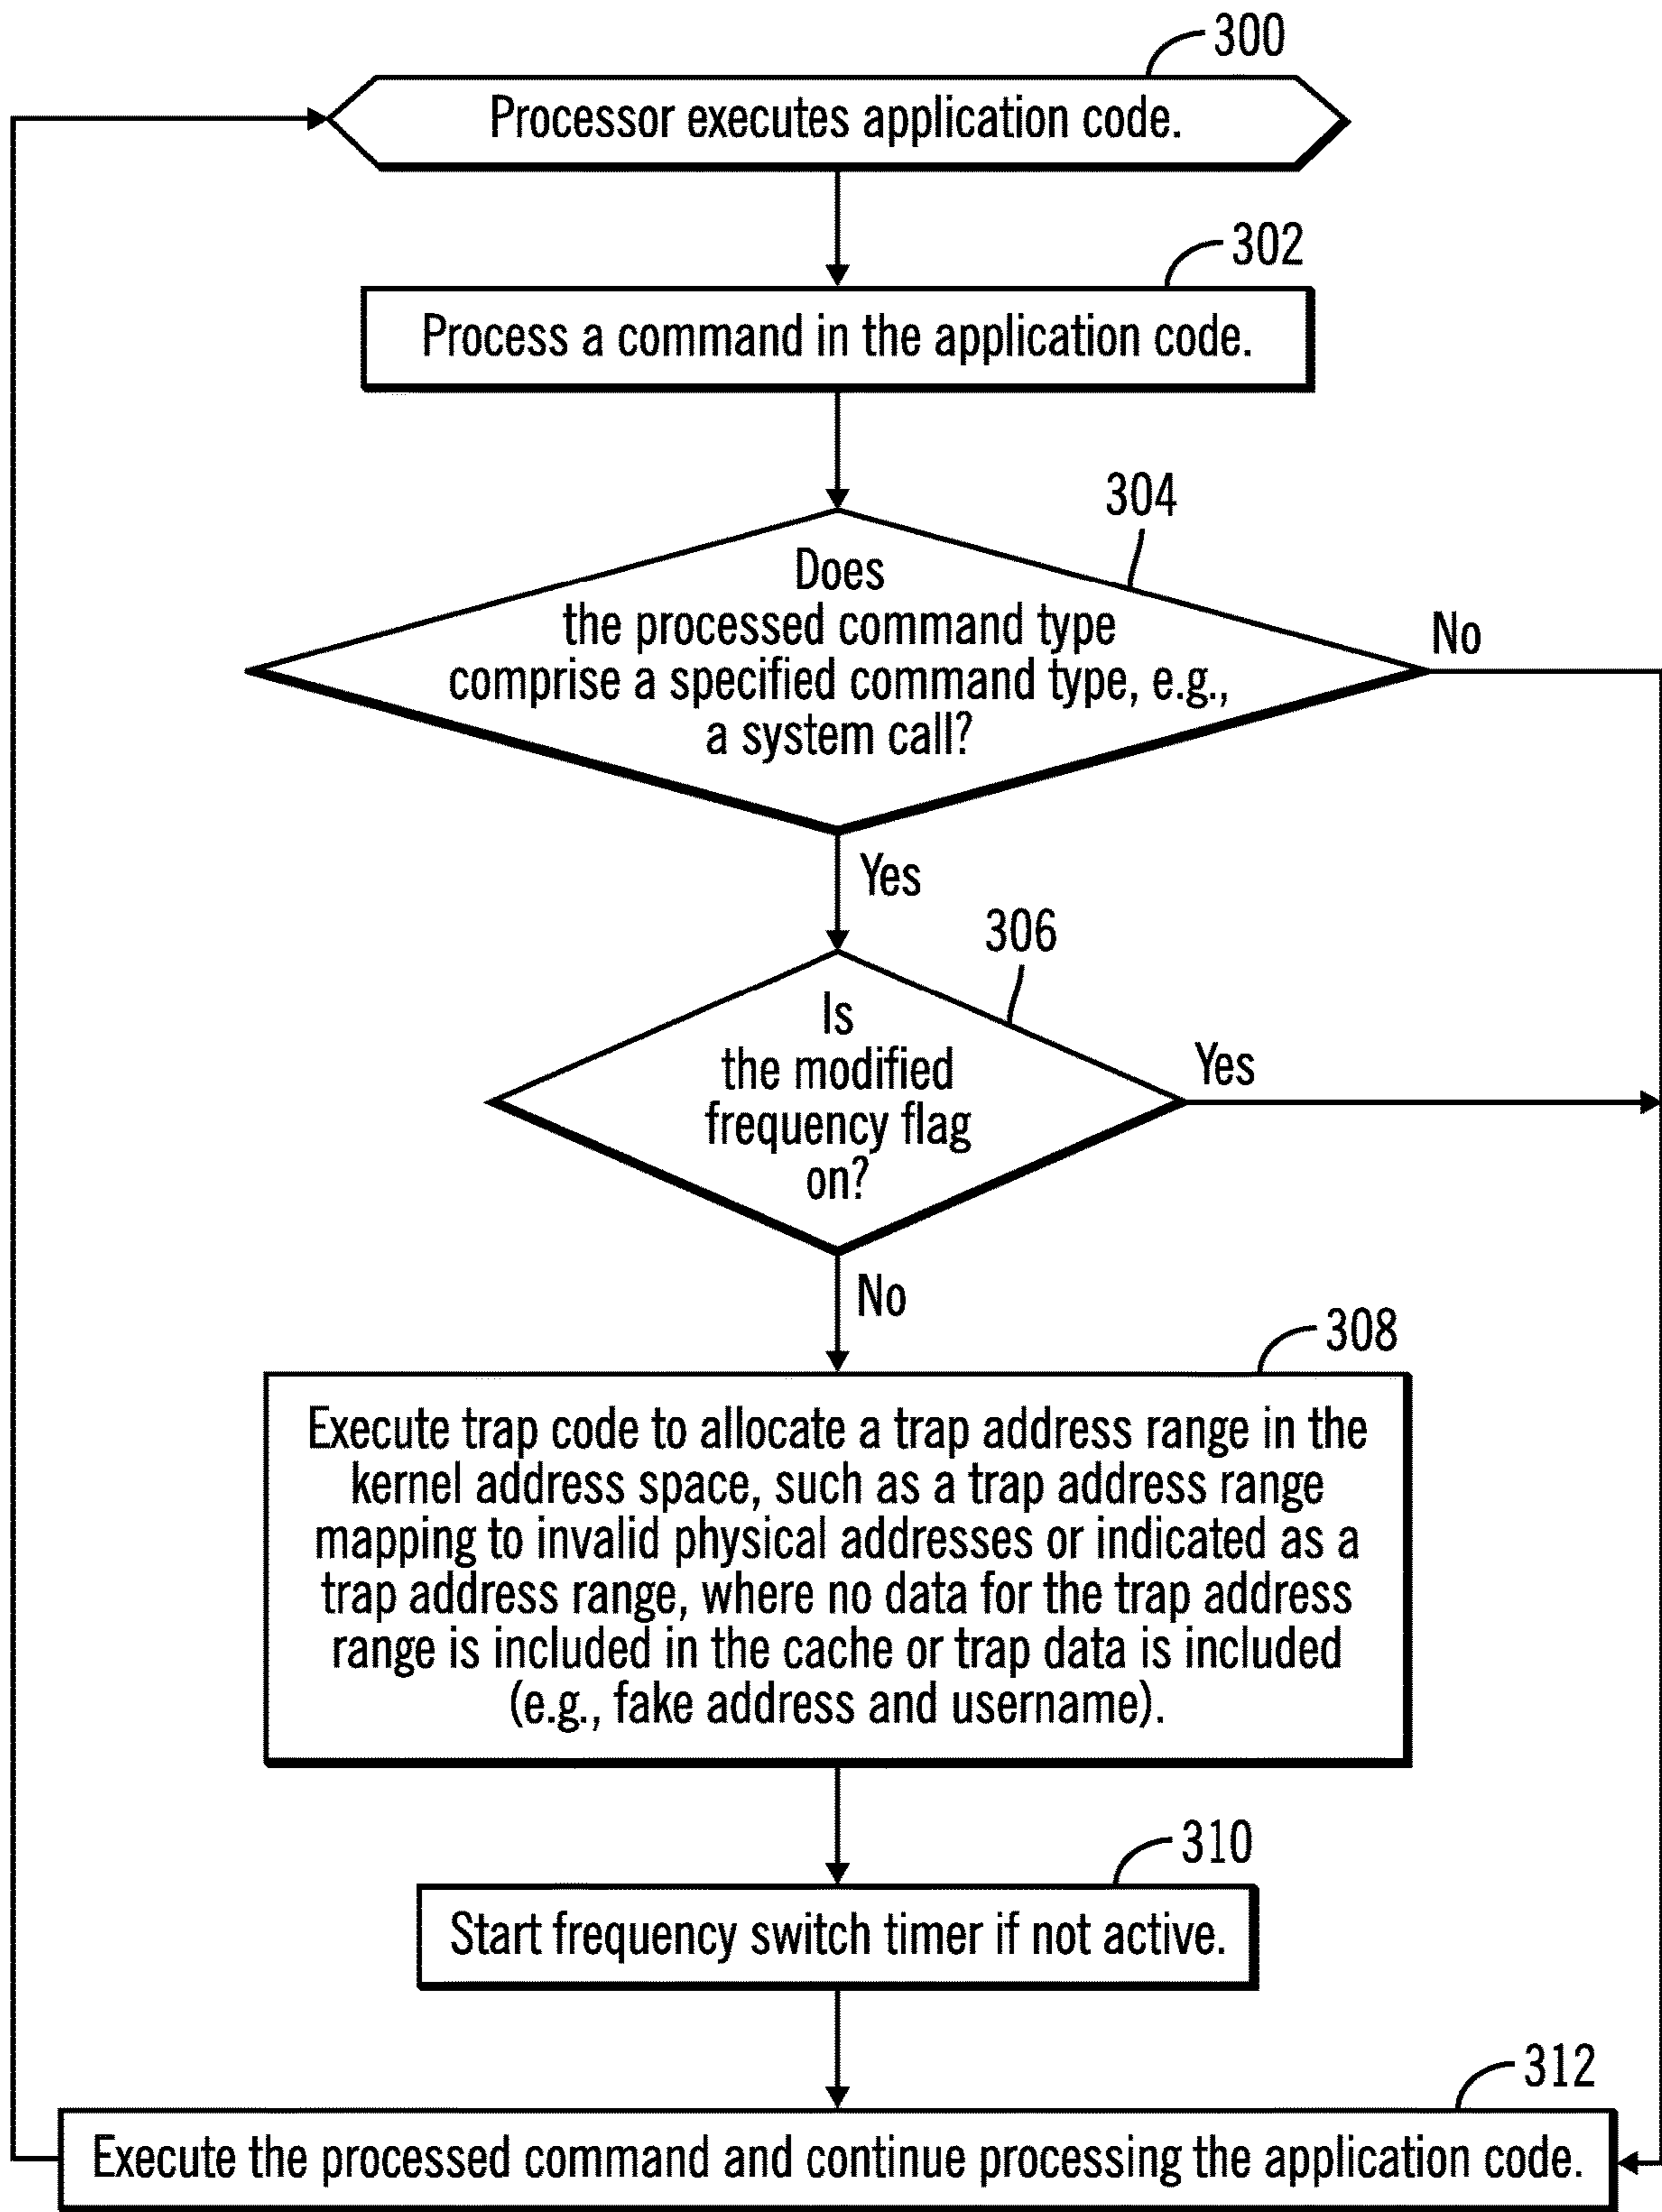 300
Processor executes application code.
302
Process a command in the application code.
304
Does
the processed command type
comprise a specified command type, e.g.,
a system call?
No
Yes
306
Is
the modified
frequency flag
on?
Yes
No
308
Execute trap code to allocate a trap address range in the
kernel address space, such as a trap address range
mapping to invalid physical addresses or indicated as a
trap address range, where no data for the trap address
range is included in the cache or trap data is included
(e.g., fake address and username).
310
Start frequency switch timer if not active.
312
Execute the processed command and continue processing the application code.